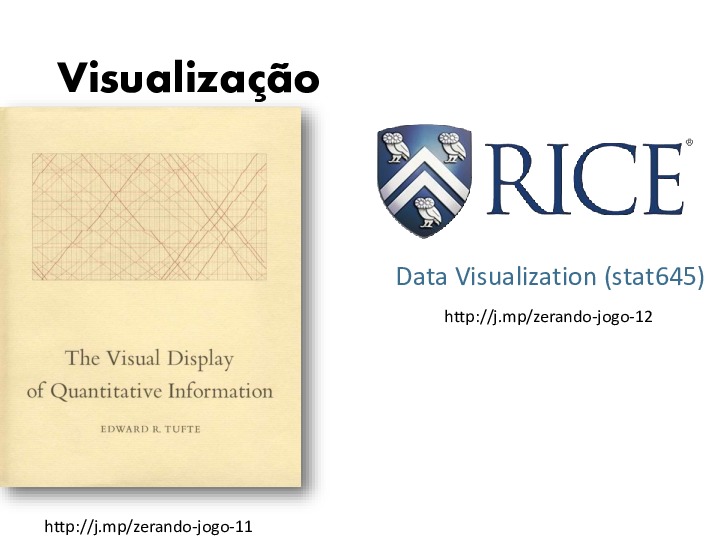 Visualização
The Visual Display
of Quantitative Information
EDWARD R. TUFTE
http://j.mp/zerando-jogo-11
RICE®
Data Visualization (stat645)
http://j.mp/zerando-jogo-12